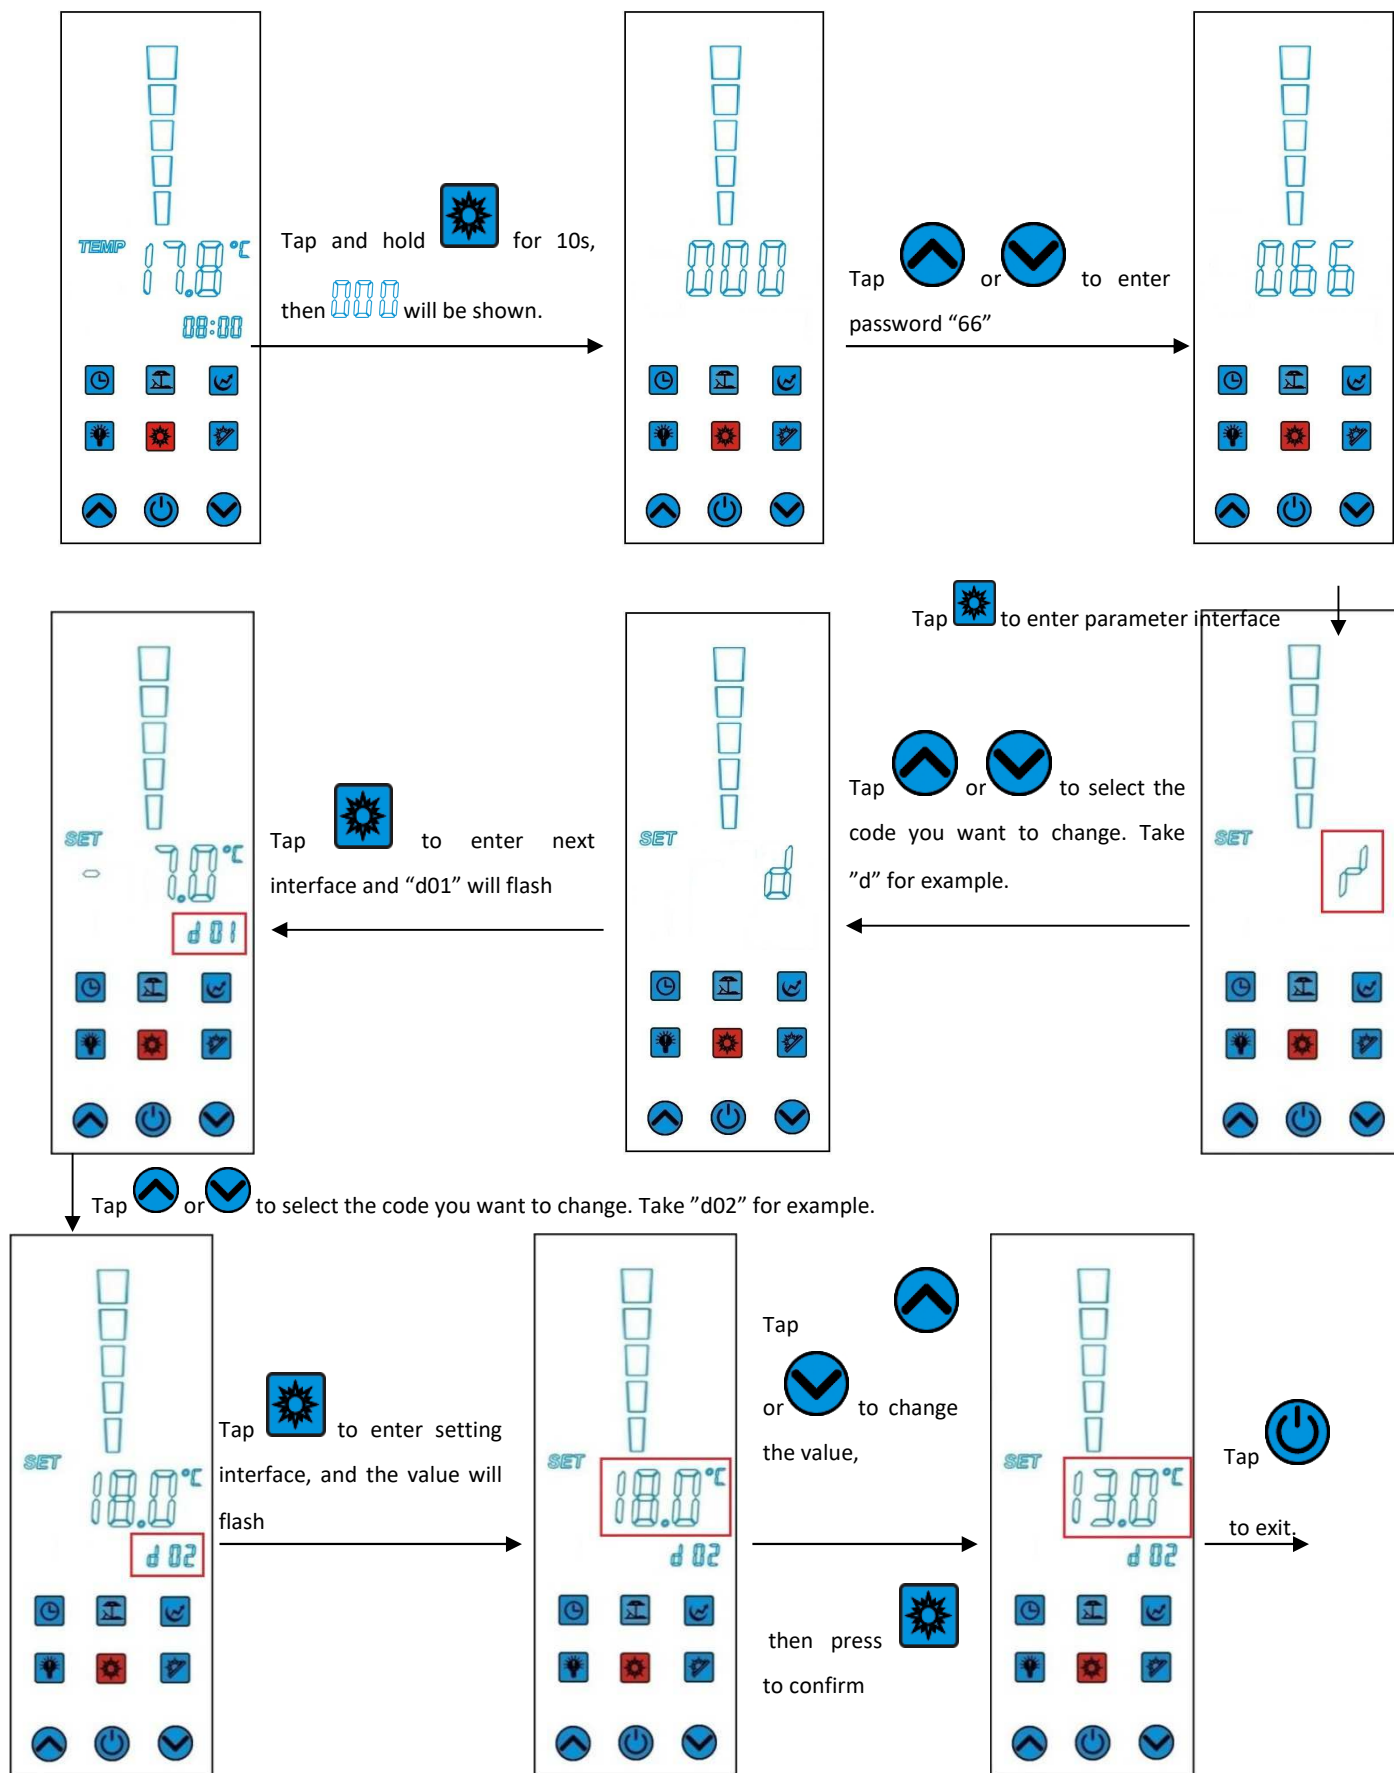 TEMP 17.8 °C
08:00
Tap and hold for 10s,
then 000 will be shown.
000
Tap or to enter
password “66”
066
Tap to enter parameter interface
SET
Tap or to select the
code you want to change. Take
”d” for example.
SET
d
Tap to enter next
interface and “d01” will flash
SET
- 7.0 °C
d01
Tap or to select the code you want to change. Take ”d02” for example.
SET
18.0 °C
d02
Tap to enter setting
interface, and the value will
flash
SET
18.0 °C
d02
Tap
or to change
the value,
then press
to confirm
SET
13.0 °C
d02
Tap
to exit.